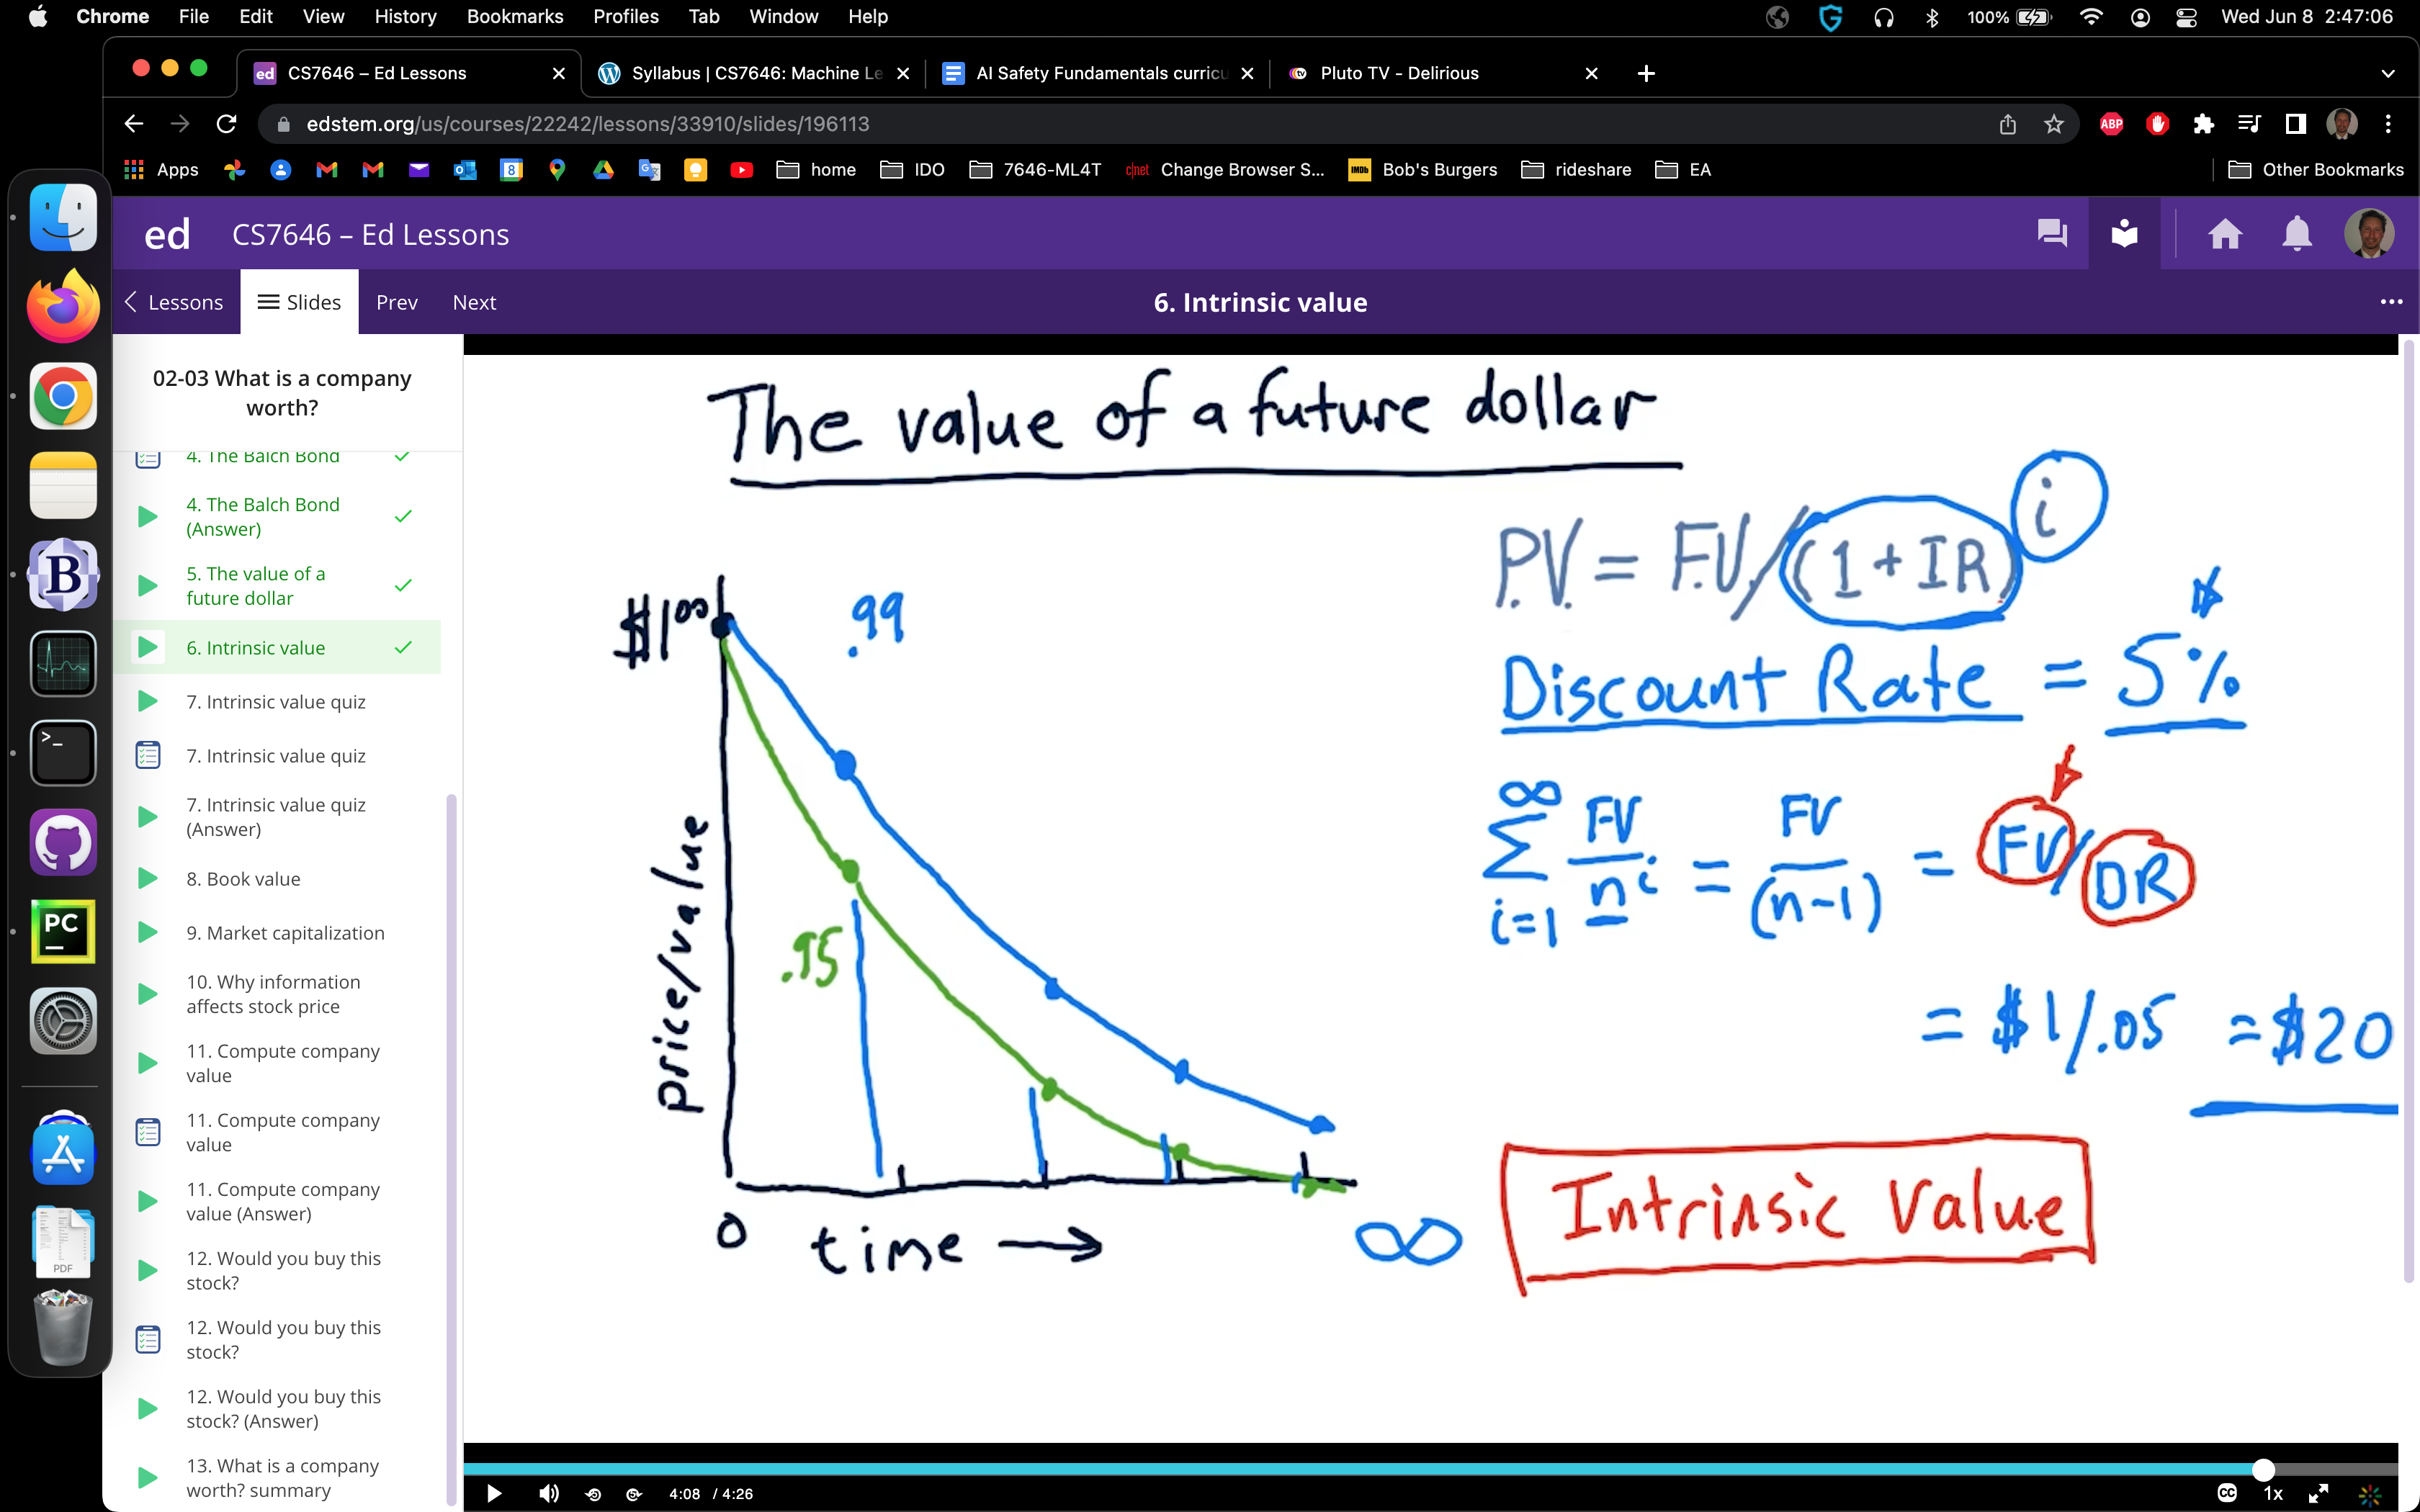 Chrome File Edit View History Bookmarks Profiles Tab Window Help 100% Wed Jun 8 2:47:06
ed CS7646 – Ed Lessons Syllabus | CS7646: Machine Le AI Safety Fundamentals curricu Pluto TV - Delirious
edstem.org/us/courses/22242/lessons/33910/slides/196113 ABP
Apps 8 home IDO 7646-ML4T c|net Change Browser S... IMDb Bob's Burgers rideshare EA Other Bookmarks
ed CS7646 – Ed Lessons
Lessons Slides Prev Next 6. Intrinsic value
02-03 What is a company
worth?
4. The Balch Bond
4. The Balch Bond
(Answer)
5. The value of a
future dollar
6. Intrinsic value
7. Intrinsic value quiz
7. Intrinsic value quiz
7. Intrinsic value quiz
(Answer)
8. Book value
9. Market capitalization
10. Why information
affects stock price
11. Compute company
value
11. Compute company
value
11. Compute company
value (Answer)
12. Would you buy this
stock?
12. Would you buy this
stock?
12. Would you buy this
stock? (Answer)
13. What is a company
worth? summary
B
>_
PC
PDF
The value of a future dollar
P.V. = F.V./(1+IR)^i
$1.00
.99
Discount Rate = 5%
.95
price/value
∞
Σ FV/n^i = FV/(n-1) = FV/DR
i=1
= $1/.05 = $20
0 time → ∞
Intrinsic Value
4:08 / 4:26 CC 1x